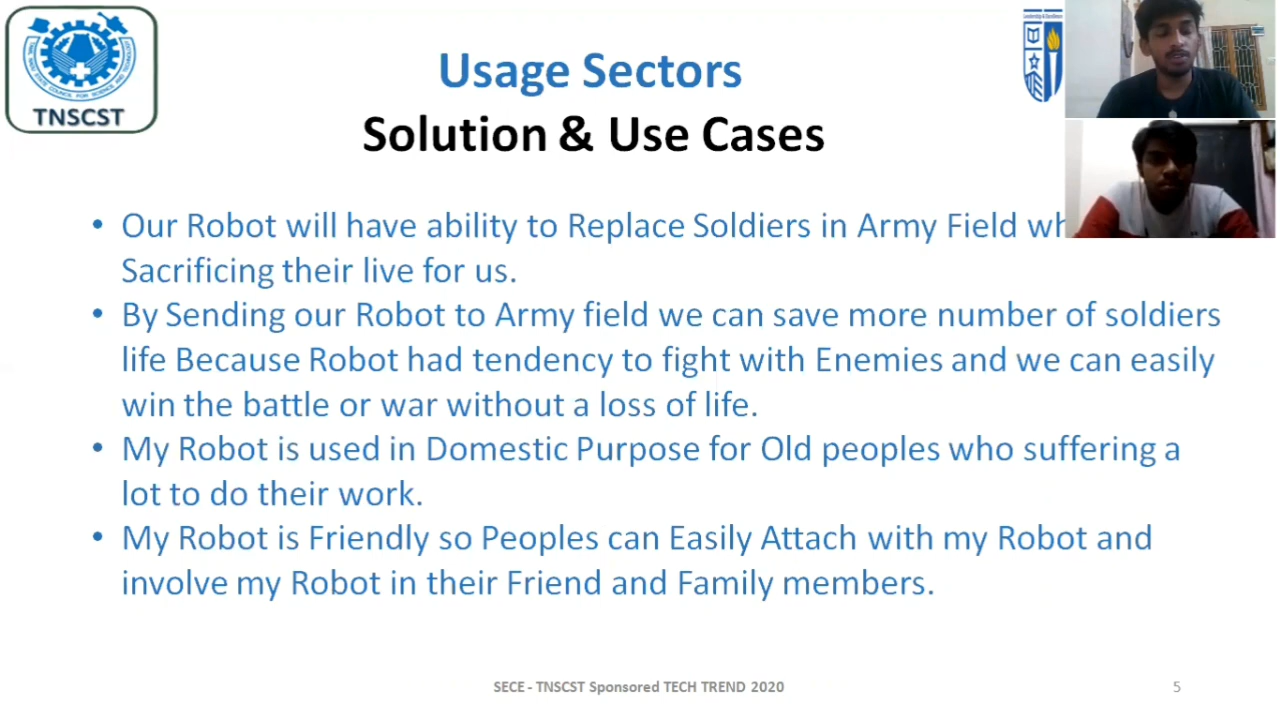 TNSCST
Usage Sectors
Solution & Use Cases
• Our Robot will have ability to Replace Soldiers in Army Field
Sacrificing their live for us.
• By Sending our Robot to Army field we can save more number of soldiers
life Because Robot had tendency to fight with Enemies and we can easily
win the battle or war without a loss of life.
• My Robot is used in Domestic Purpose for Old peoples who suffering a
lot to do their work.
• My Robot is Friendly so Peoples can Easily Attach with my Robot and
involve my Robot in their Friend and Family members.
SECE - TNSCST Sponsored TECH TREND 2020
5